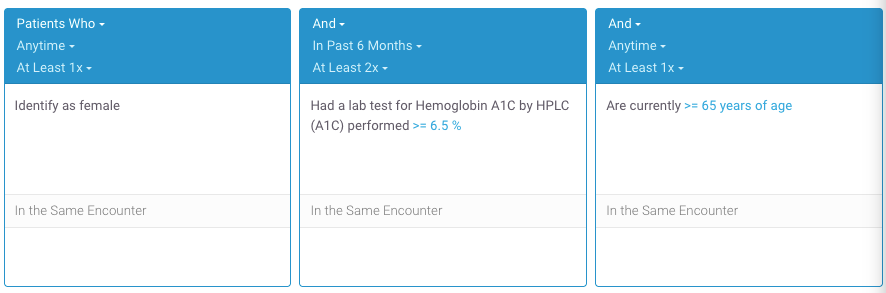 Patients Who
Anytime
At Least 1x
Identify as female
In the Same Encounter
And
In Past 6 Months
At Least 2x
Had a lab test for Hemoglobin A1C by HPLC
(A1C) performed >= 6.5 %
In the Same Encounter
And
Anytime
At Least 1x
Are currently >= 65 years of age
In the Same Encounter